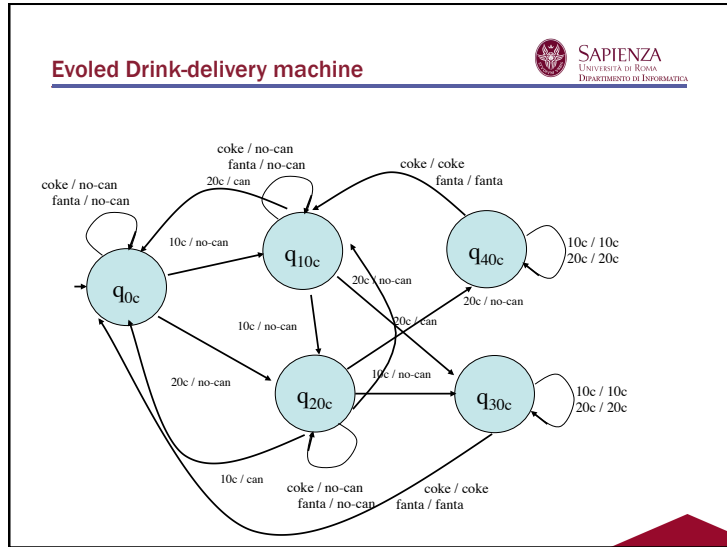 Evoled Drink-delivery machine
SAPIENZA
UNIVERSITÀ DI ROMA
DIPARTIMENTO DI INFORMATICA
coke / no-can
fanta / no-can
coke / no-can
fanta / no-can
20c / can
coke / coke
fanta / fanta
10c / no-can
q0c
q10c
q40c
10c / 10c
20c / 20c
20c / no-can
20c / no-can
20c / can
10c / no-can
20c / no-can
10c / no-can
q20c
q30c
10c / 10c
20c / 20c
10c / can
coke / no-can
fanta / no-can
coke / coke
fanta / fanta